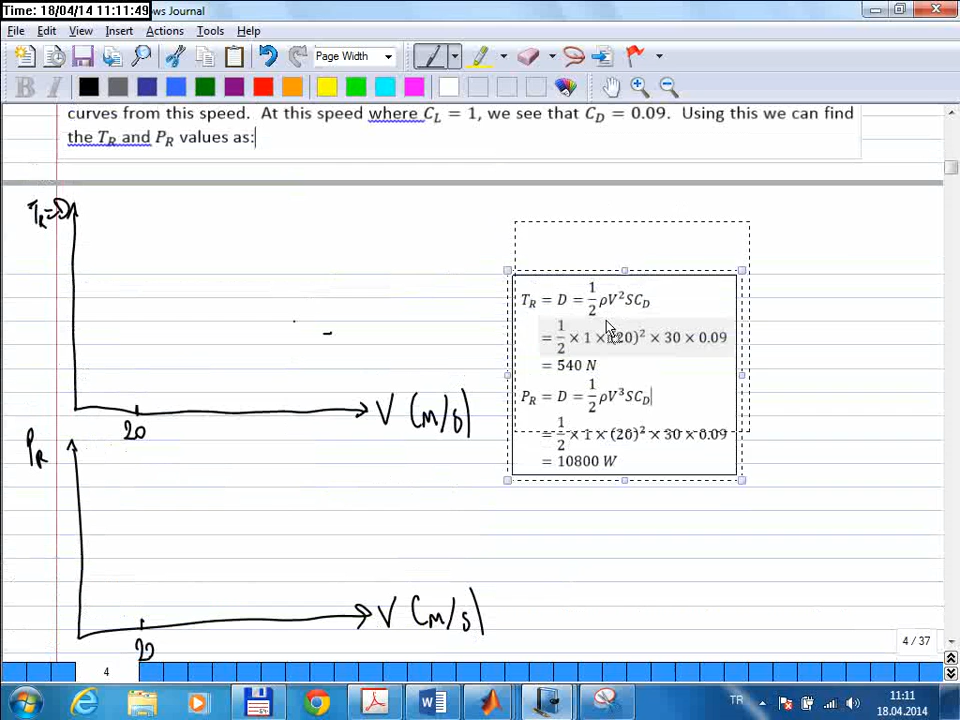 Time: 18/04/14 11:11:49
ws Journal
File Edit View Insert Actions Tools Help
Page Width
curves from this speed. At this speed where C_L = 1, we see that C_D = 0.09. Using this we can find
the T_R and P_R values as:
T_R=D
T_R = D = 1/2 ρV²SC_D
= 1/2 × 1 × (20)² × 30 × 0.09
= 540 N
P_R = D = 1/2 ρV³SC_D
= 1/2 × 1 × (20)² × 30 × 0.09
= 10800 W
20
V (m/s)
P_R
20
V (m/s)
4 / 37
4
TR
11:11
18.04.2014